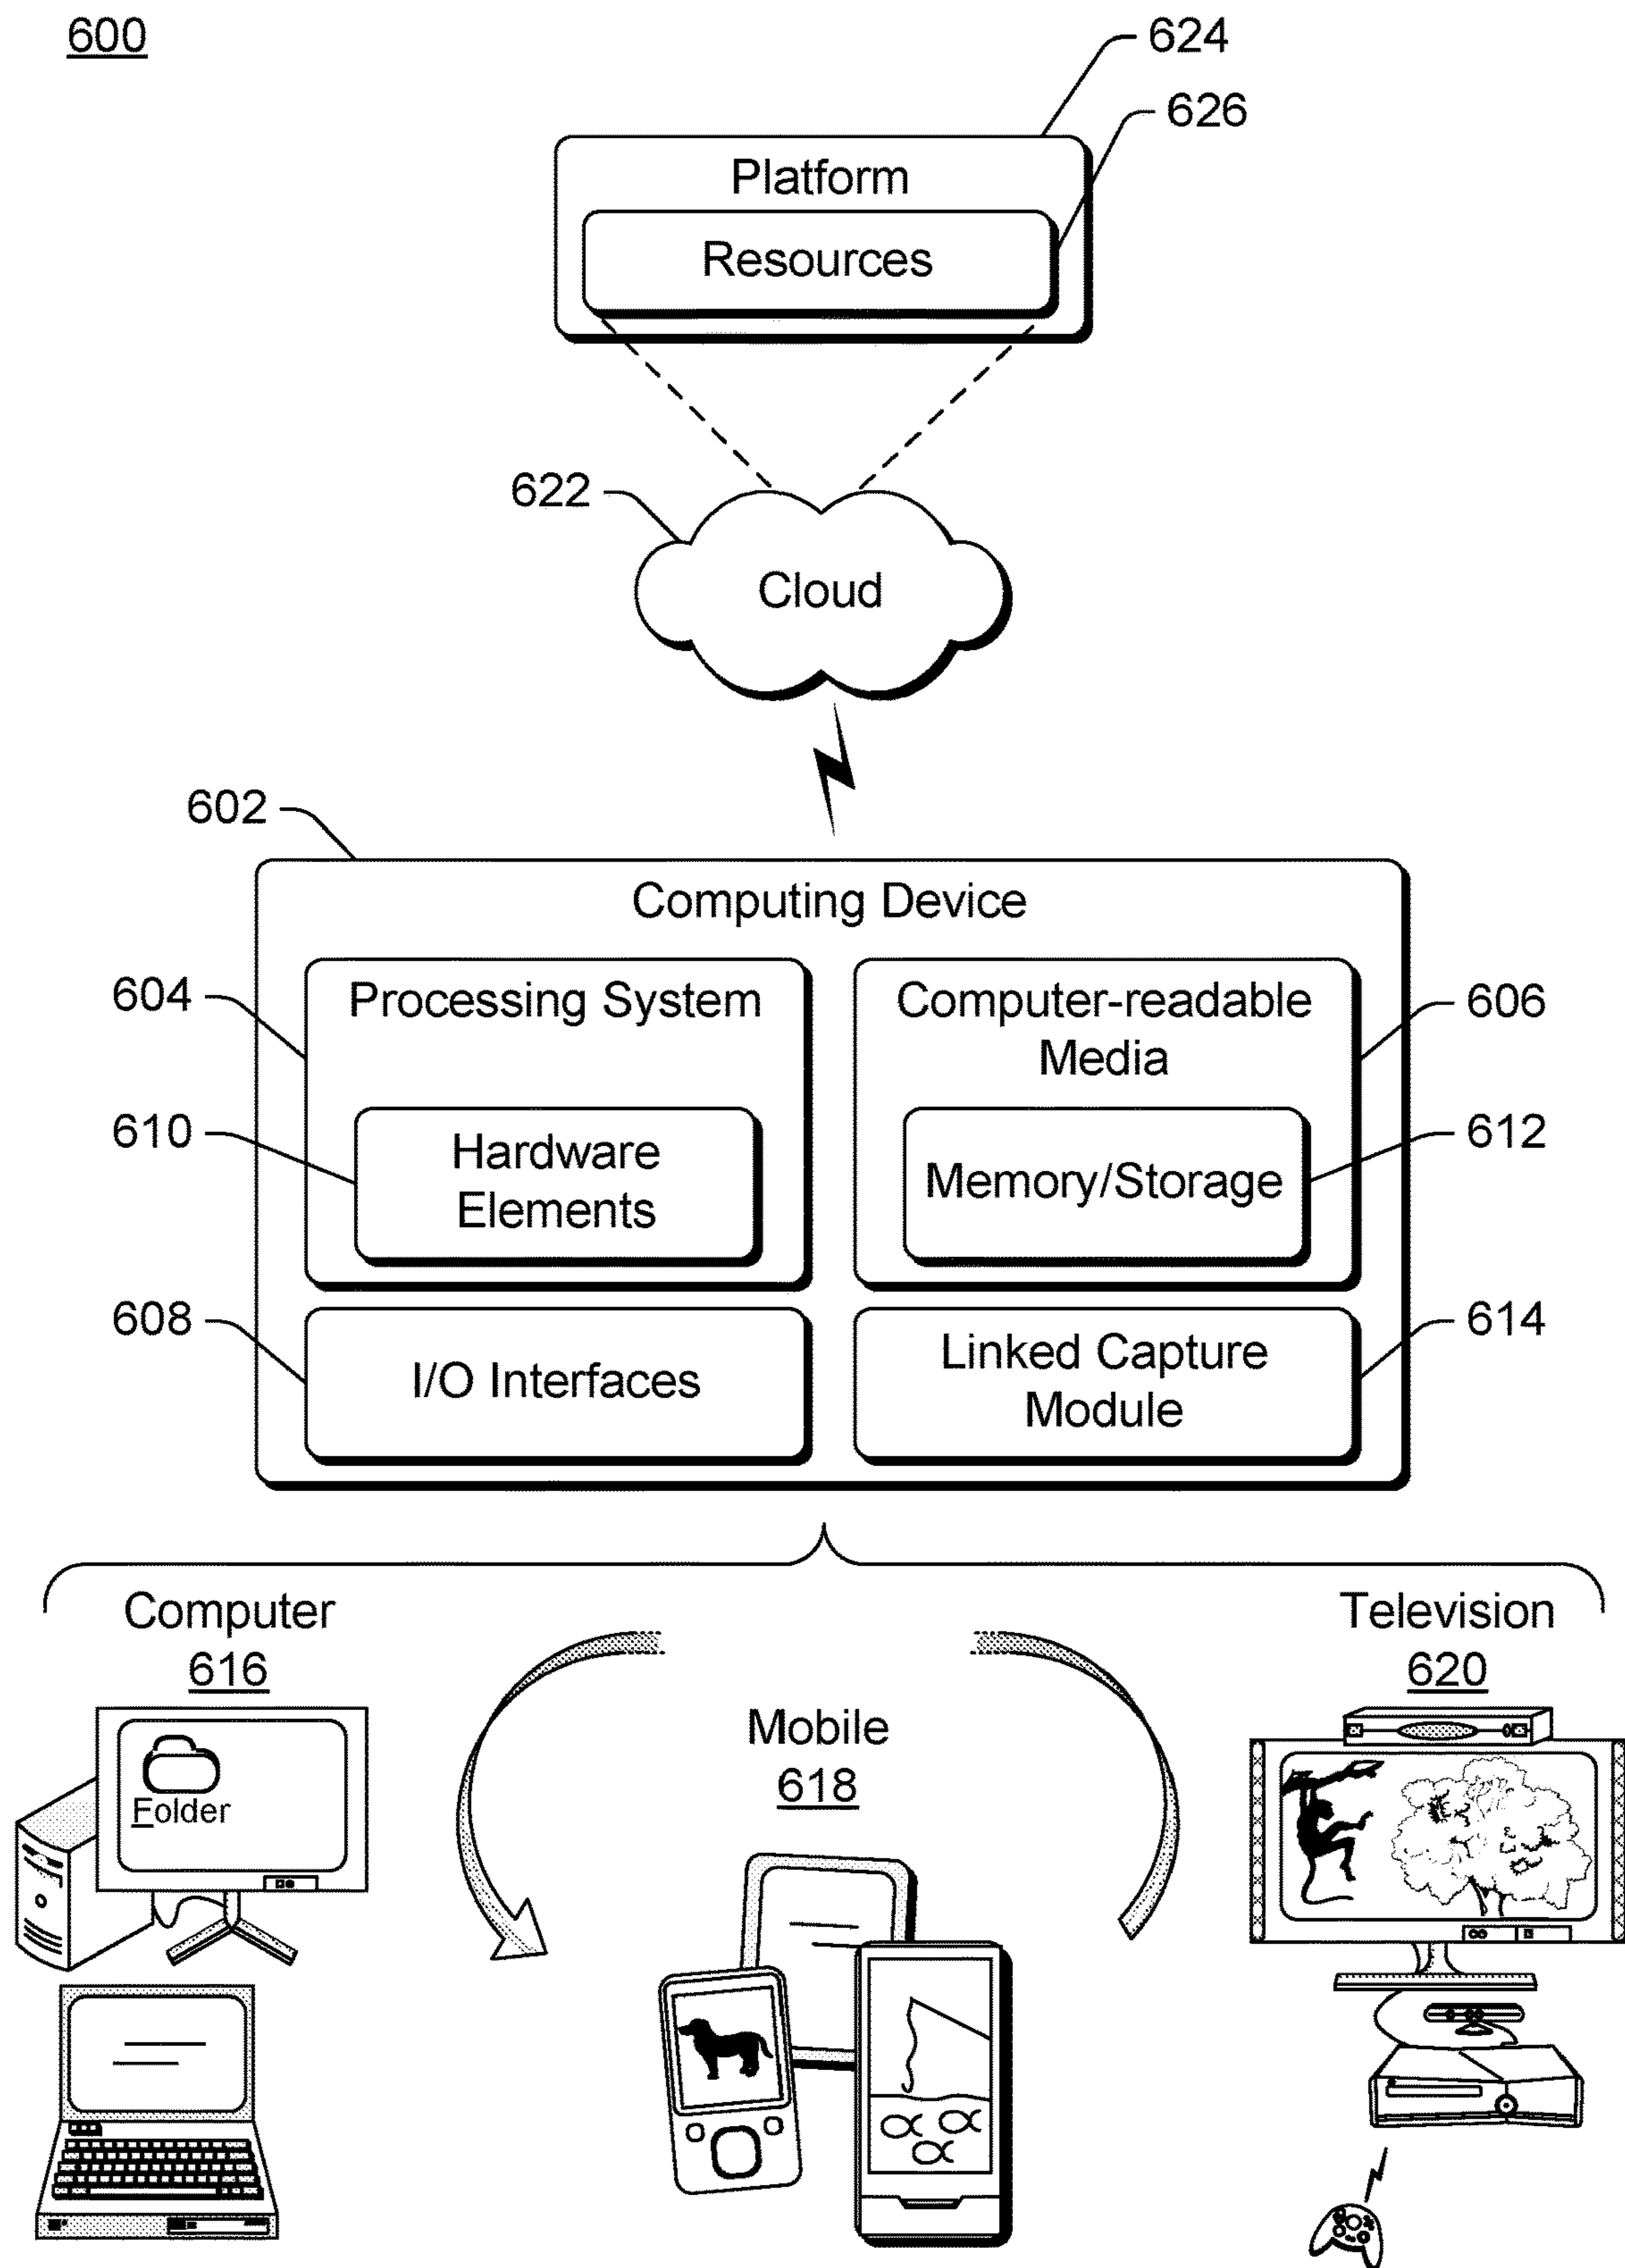 600
624
626
Platform
Resources
622
Cloud
602
Computing Device
604
Processing System
Computer-readable
Media
606
610
Hardware
Elements
Memory/Storage
612
608
I/O Interfaces
Linked Capture
Module
614
Computer
616
Mobile
618
Television
620
Folder